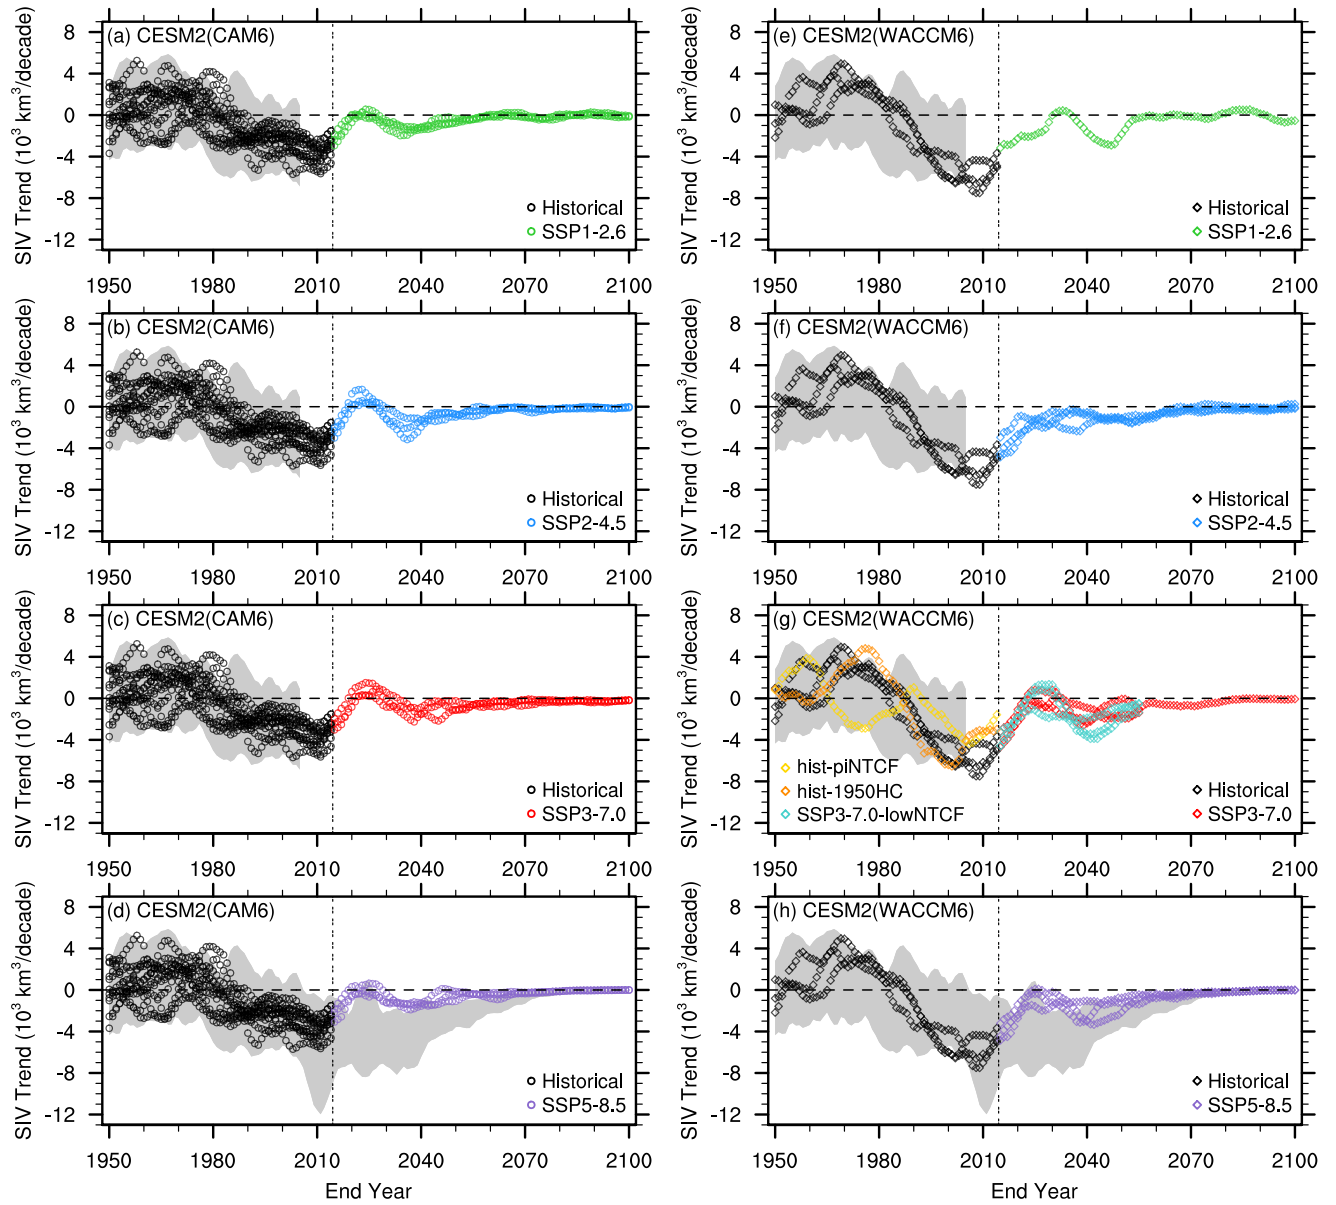 (a) CESM2(CAM6)
SIV Trend (10³ km³/decade)
8
4
0
-4
-8
-12
Historical
SSP1-2.6
1950
1980
2010
2040
2070
2100
(e) CESM2(WACCM6)
SIV Trend (10³ km³/decade)
8
4
0
-4
-8
-12
Historical
SSP1-2.6
1950
1980
2010
2040
2070
2100
(b) CESM2(CAM6)
SIV Trend (10³ km³/decade)
8
4
0
-4
-8
-12
Historical
SSP2-4.5
1950
1980
2010
2040
2070
2100
(f) CESM2(WACCM6)
SIV Trend (10³ km³/decade)
8
4
0
-4
-8
-12
Historical
SSP2-4.5
1950
1980
2010
2040
2070
2100
(c) CESM2(CAM6)
SIV Trend (10³ km³/decade)
8
4
0
-4
-8
-12
Historical
SSP3-7.0
1950
1980
2010
2040
2070
2100
(g) CESM2(WACCM6)
SIV Trend (10³ km³/decade)
8
4
0
-4
-8
-12
hist-piNTCF
hist-1950HC
SSP3-7.0-lowNTCF
Historical
SSP3-7.0
1950
1980
2010
2040
2070
2100
(d) CESM2(CAM6)
SIV Trend (10³ km³/decade)
8
4
0
-4
-8
-12
Historical
SSP5-8.5
1950
1980
2010
2040
2070
2100
End Year
(h) CESM2(WACCM6)
SIV Trend (10³ km³/decade)
8
4
0
-4
-8
-12
Historical
SSP5-8.5
1950
1980
2010
2040
2070
2100
End Year